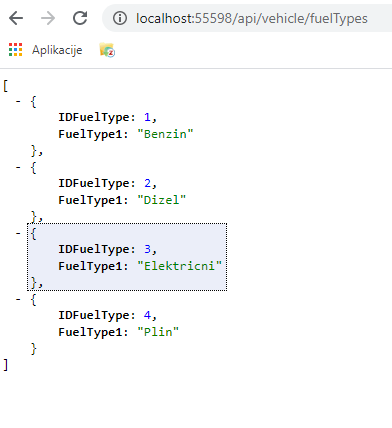 localhost:55598/api/vehicle/fuelTypes
Aplikacije
[
- {
IDFuelType: 1,
FuelType1: "Benzin"
},
- {
IDFuelType: 2,
FuelType1: "Dizel"
},
- {
IDFuelType: 3,
FuelType1: "Elektricni"
},
- {
IDFuelType: 4,
FuelType1: "Plin"
}
]